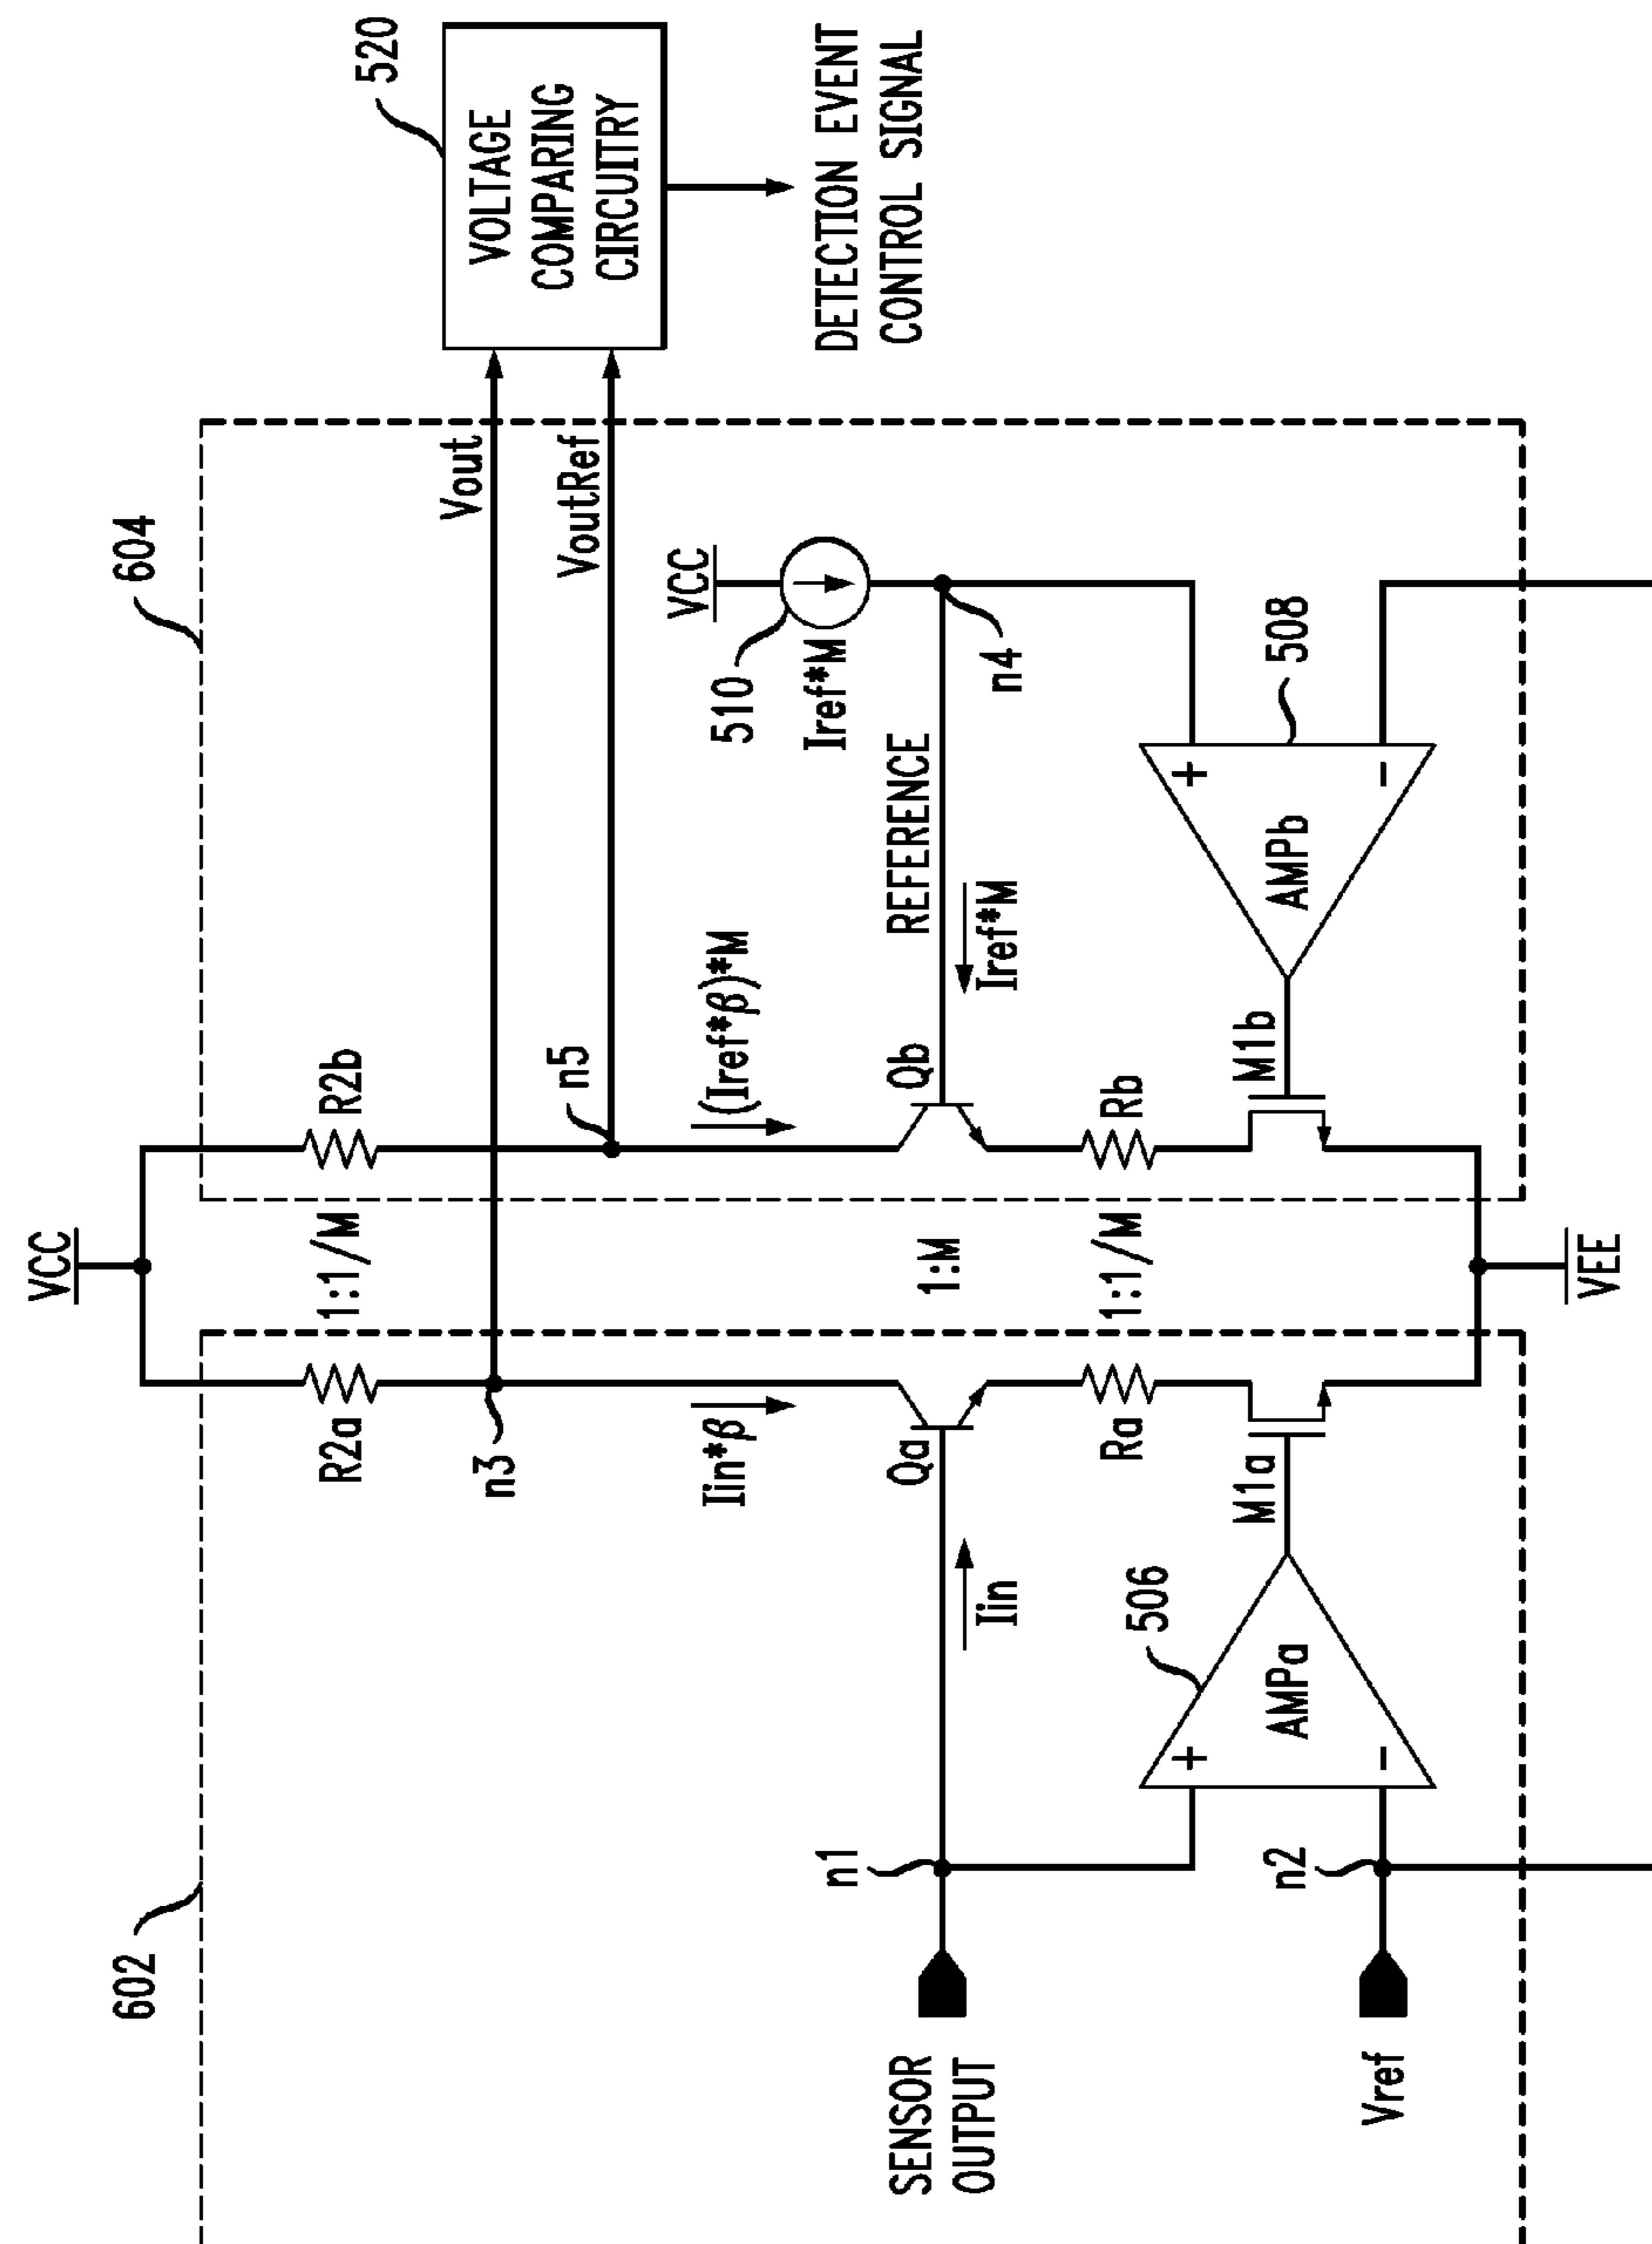 602
604
VCC
R2a
1:1/M
R2b
520
n3
n5
Vout
VoutRef
VOLTAGE
COMPARING
CIRCUITRY
Iin*β
(Iref*β)*M
VCC
510
Iref*M
DETECTION EVENT
CONTROL SIGNAL
n1
SENSOR
OUTPUT
Iin
Qa
1:M
Qb
REFERENCE
Iref*M
n4
506
Ra
1:1/M
Rb
n2
AMPa
+
-
M1a
M1b
AMPb
+
-
508
Vref
VEE